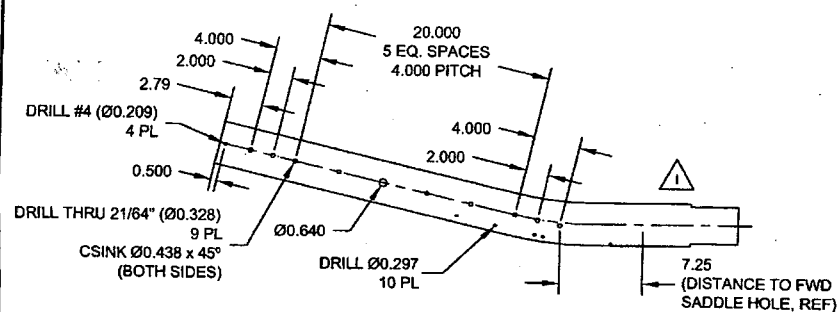 20.000
5 EQ. SPACES
4.000 PITCH
4.000
2.000
2.79
DRILL #4 (Ø0.209)
4 PL
0.500
4.000
2.000
DRILL THRU 21/64" (Ø0.328)
9 PL
CSINK Ø0.438 x 45°
(BOTH SIDES)
Ø0.640
DRILL Ø0.297
10 PL
1
7.25
(DISTANCE TO FWD
SADDLE HOLE, REF)